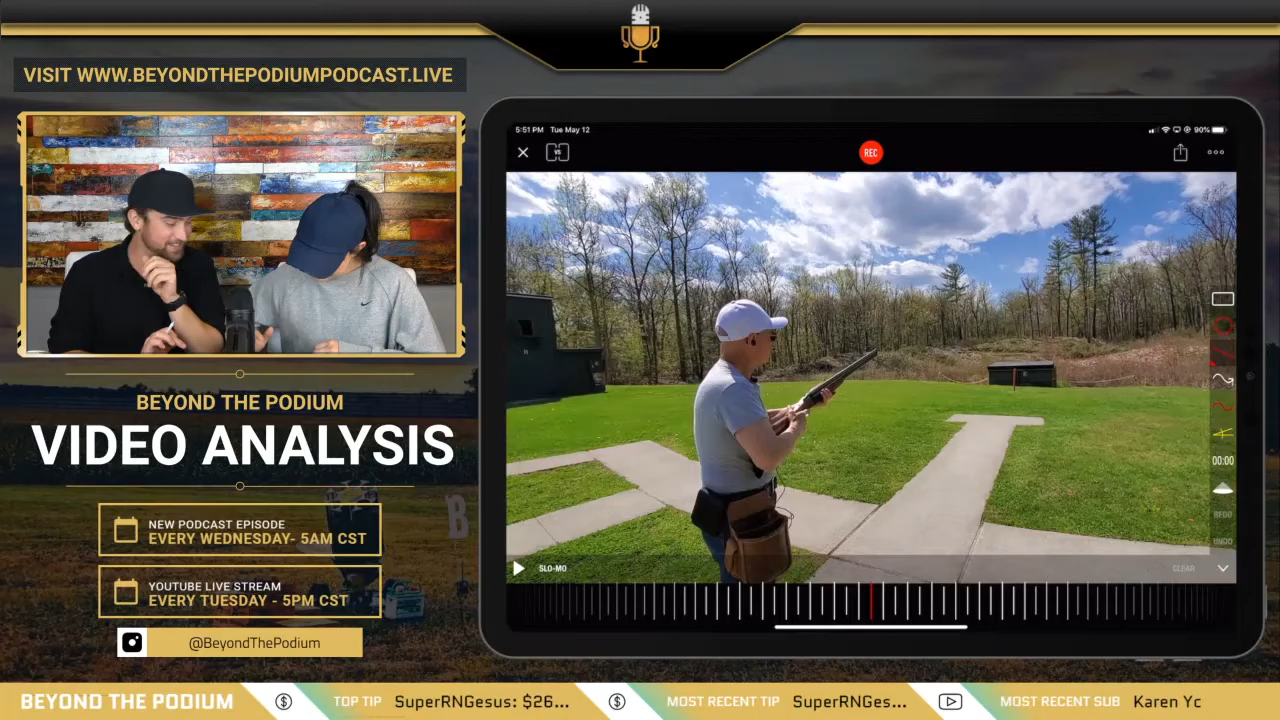 VISIT WWW.BEYONDTHEPODIUMPODCAST.LIVE
5:51 PM Tue May 12
90%
VS
REC
BEYOND THE PODIUM
VIDEO ANALYSIS
NEW PODCAST EPISODE
EVERY WEDNESDAY- 5AM CST
YOUTUBE LIVE STREAM
EVERY TUESDAY - 5PM CST
@BeyondThePodium
00:00
REDO
UNDO
SLO-MO
CLEAR
B
BEYOND THE PODIUM
TOP TIP SuperRNGesus: $26...
MOST RECENT TIP SuperRNGes...
MOST RECENT SUB Karen Yc